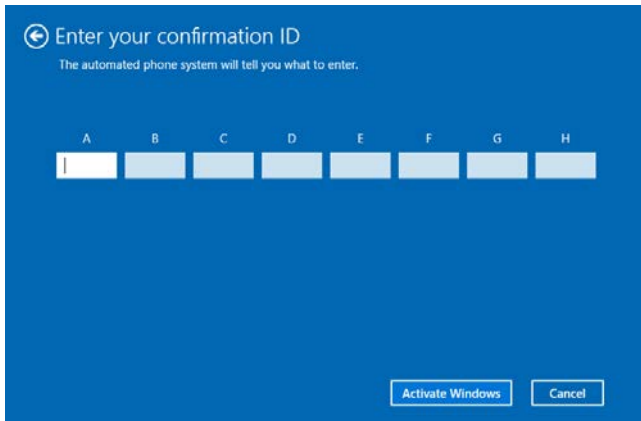 Enter your confirmation ID
The automated phone system will tell you what to enter.
A B C D E F G H
Activate Windows Cancel